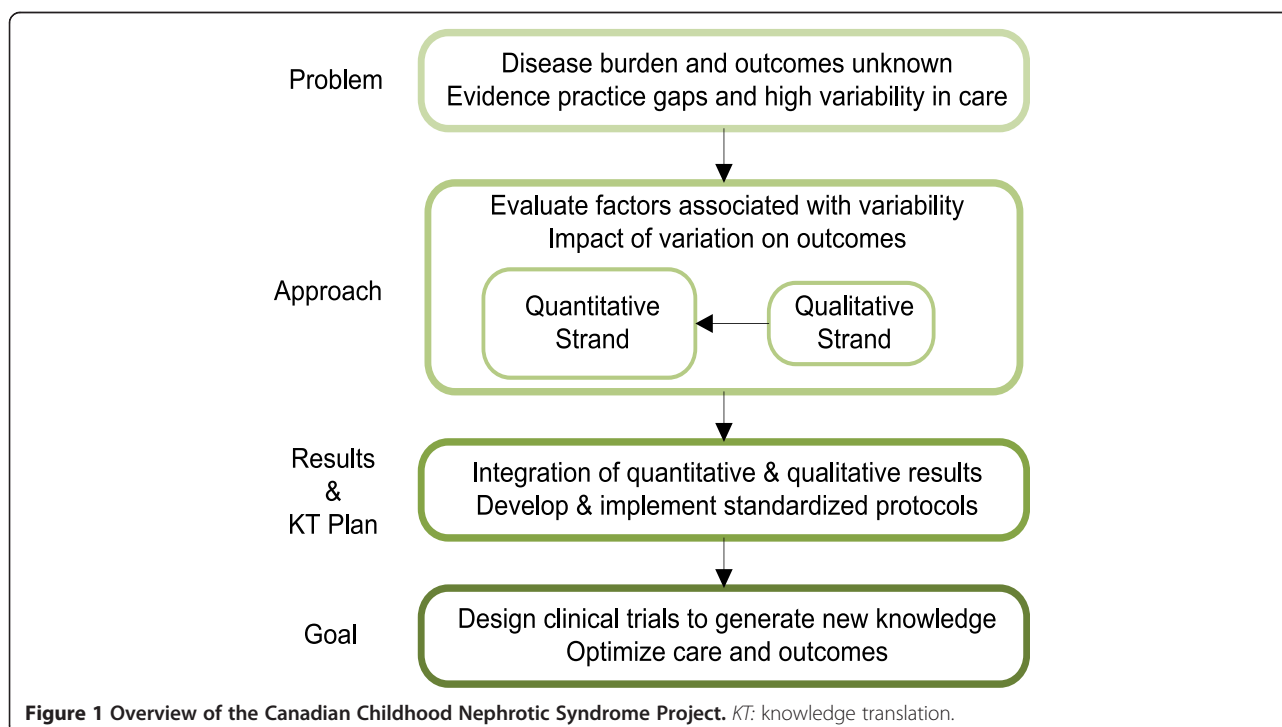 Problem
Disease burden and outcomes unknown
Evidence practice gaps and high variability in care
Approach
Evaluate factors associated with variability
Impact of variation on outcomes
Quantitative
Strand
Qualitative
Strand
Results
&
KT Plan
Integration of quantitative & qualitative results
Develop & implement standardized protocols
Goal
Design clinical trials to generate new knowledge
Optimize care and outcomes
Figure 1 Overview of the Canadian Childhood Nephrotic Syndrome Project. KT: knowledge translation.